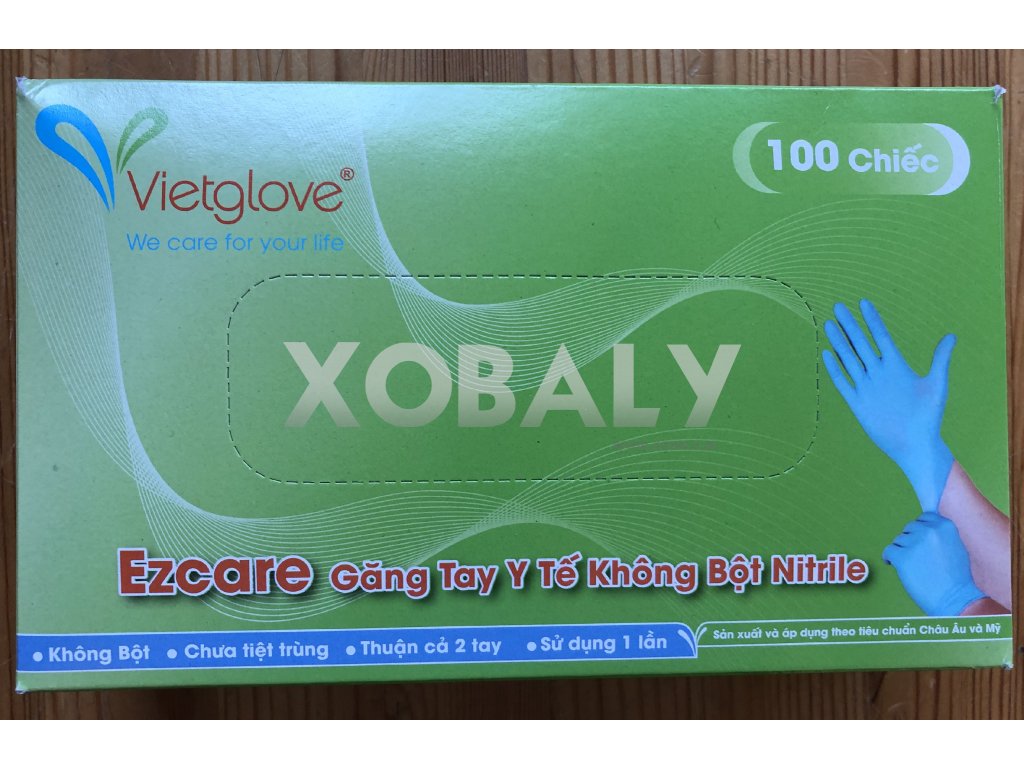 Vietglove®
We care for your life
100 Chiếc
XOBALY
Ezcare Găng Tay Y Tế Không Bột Nitrile
• Không Bột • Chưa tiệt trùng • Thuận cả 2 tay • Sử dụng 1 lần
Sản xuất và áp dụng theo tiêu chuẩn Châu Âu và Mỹ